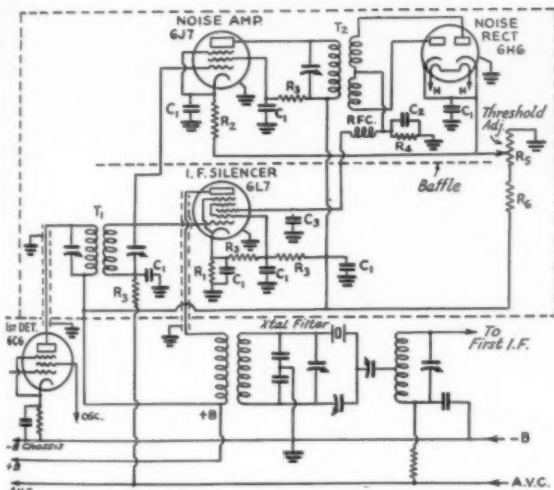 NOISE AMP.
6J7
T2
NOISE
RECT
6H6
C1
R2
C1
R3
R.F.C.
C2
R4
H
H
C1
Threshold
Adj.
R5
R6
Baffle
I.F. SILENCER
6L7
T1
C1
R3
R1
C1
R3
C1
R3
C3
C1
1st DET.
6C6
OSC.
Xtal Filter
To
First I.F.
+B
-B Chassis
-B
+B
A.V.C.
A.V.C.